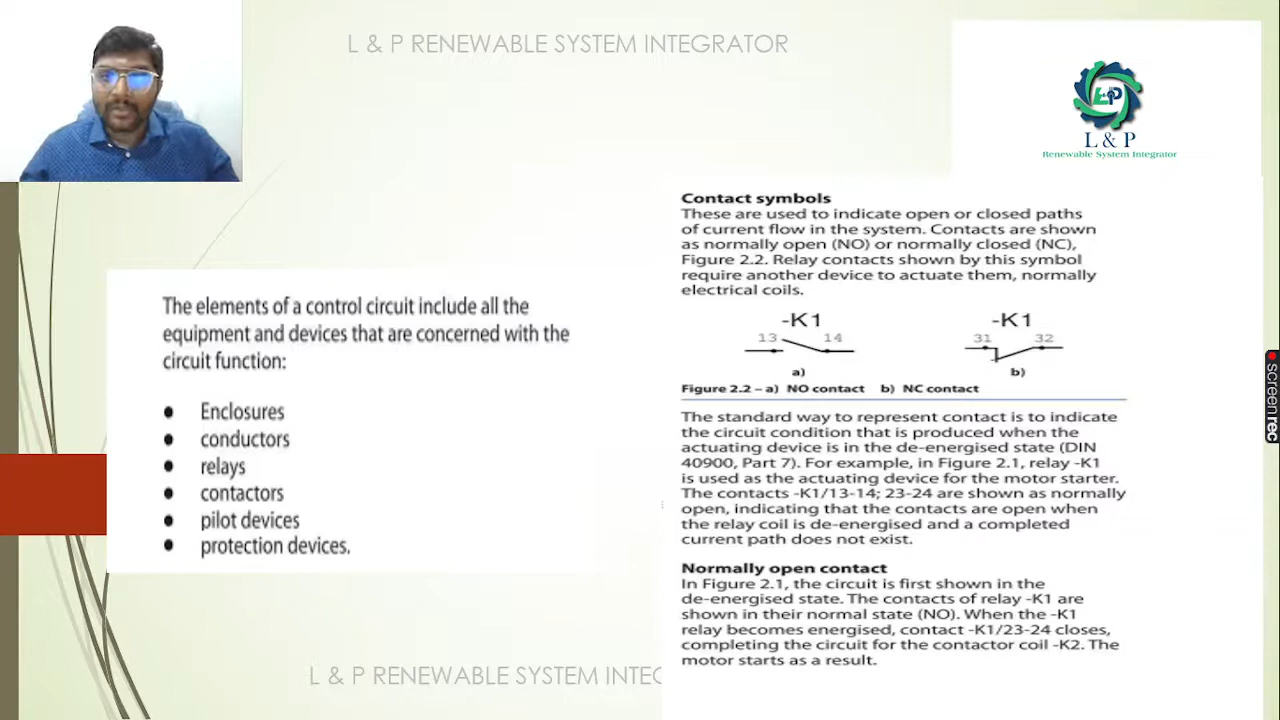 L & P RENEWABLE SYSTEM INTEGRATOR
L&P
L & P
Renewable System Integrator
The elements of a control circuit include all the
equipment and devices that are concerned with the
circuit function:
• Enclosures
• conductors
• relays
• contactors
• pilot devices
• protection devices.
Contact symbols
These are used to indicate open or closed paths
of current flow in the system. Contacts are shown
as normally open (NO) or normally closed (NC),
Figure 2.2. Relay contacts shown by this symbol
require another device to actuate them, normally
electrical coils.
-K1 -K1
13 14 31 32
a) b)
Figure 2.2 – a) NO contact b) NC contact
The standard way to represent contact is to indicate
the circuit condition that is produced when the
actuating device is in the de-energised state (DIN
40900, Part 7). For example, in Figure 2.1, relay -K1
is used as the actuating device for the motor starter.
The contacts -K1/13-14; 23-24 are shown as normally
open, indicating that the contacts are open when
the relay coil is de-energised and a completed
current path does not exist.
Normally open contact
In Figure 2.1, the circuit is first shown in the
de-energised state. The contacts of relay -K1 are
shown in their normal state (NO). When the -K1
relay becomes energised, contact -K1/23-24 closes,
completing the circuit for the contactor coil -K2. The
motor starts as a result.
L & P RENEWABLE SYSTEM INTEG
screenrec